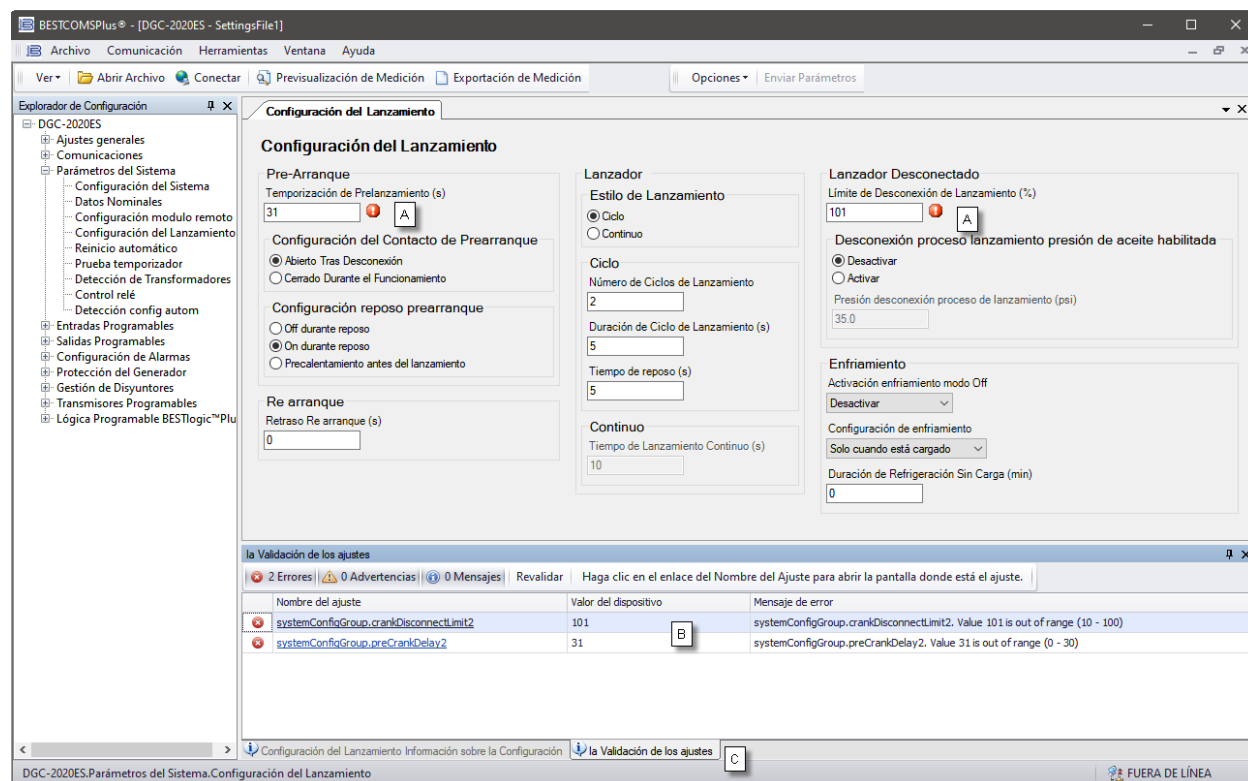 BESTCOMSPlus® - [DGC-2020ES - SettingsFile1]
Archivo Comunicación Herramientas Ventana Ayuda
Ver Abrir Archivo Conectar Previsualización de Medición Exportación de Medición Opciones Enviar Parámetros
Explorador de Configuración
DGC-2020ES
Ajustes generales
Comunicaciones
Parámetros del Sistema
Configuración del Sistema
Datos Nominales
Configuración modulo remoto
Configuración del Lanzamiento
Reinicio automático
Prueba temporizador
Detección de Transformadores
Control relé
Detección config autom
Entradas Programables
Salidas Programables
Configuración de Alarmas
Protección del Generador
Gestión de Disyuntores
Transmisores Programables
Lógica Programable BESTlogic™Plu
Configuración del Lanzamiento
Configuración del Lanzamiento
Pre-Arranque
Temporización de Prelanzamiento (s)
31
A
Configuración del Contacto de Prearranque
Abierto Tras Desconexión
Cerrado Durante el Funcionamiento
Configuración reposo prearranque
Off durante reposo
On durante reposo
Precalentamiento antes del lanzamiento
Re arranque
Retraso Re arranque (s)
0
Lanzador
Estilo de Lanzamiento
Ciclo
Continuo
Ciclo
Número de Ciclos de Lanzamiento
2
Duración de Ciclo de Lanzamiento (s)
5
Tiempo de reposo (s)
5
Continuo
Tiempo de Lanzamiento Continuo (s)
10
Lanzador Desconectado
Límite de Desconexión de Lanzamiento (%)
101
A
Desconexión proceso lanzamiento presión de aceite habilitada
Desactivar
Activar
Presión desconexión proceso de lanzamiento (psi)
35.0
Enfriamiento
Activación enfriamiento modo Off
Desactivar
Configuración de enfriamiento
Solo cuando está cargado
Duración de Refrigeración Sin Carga (min)
0
la Validación de los ajustes
2 Errores 0 Advertencias 0 Mensajes Revalidar Haga clic en el enlace del Nombre del Ajuste para abrir la pantalla donde está el ajuste.
Nombre del ajuste Valor del dispositivo Mensaje de error
systemConfigGroup.crankDisconnectLimit2 101 systemConfigGroup.crankDisconnectLimit2. Value 101 is out of range (10 - 100)
B
systemConfigGroup.preCrankDelay2 31 systemConfigGroup.preCrankDelay2. Value 31 is out of range (0 - 30)
Configuración del Lanzamiento Información sobre la Configuración la Validación de los ajustes
C
DGC-2020ES.Parámetros del Sistema.Configuración del Lanzamiento FUERA DE LÍNEA